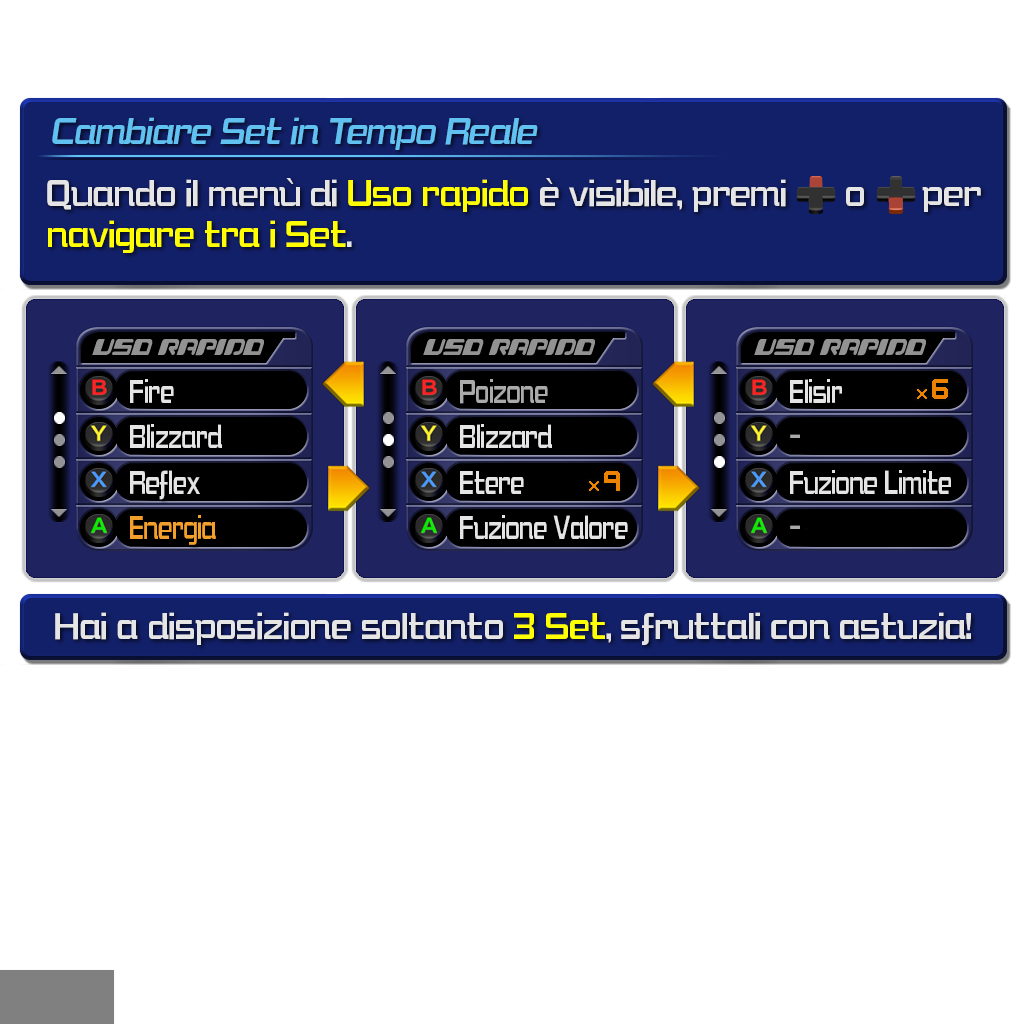 Cambiare Set in Tempo Reale
Quando il menù di Uso rapido è visibile, premi o per
navigare tra i Set.
USO RAPIDO
B Fire
Y Blizzard
X Reflex
A Energia
USO RAPIDO
B Poizone
Y Blizzard
X Etere ×9
A Fuzione Valore
USO RAPIDO
B Elisir ×6
Y -
X Fuzione Limite
A -
Hai a disposizione soltanto 3 Set, sfruttali con astuzia!